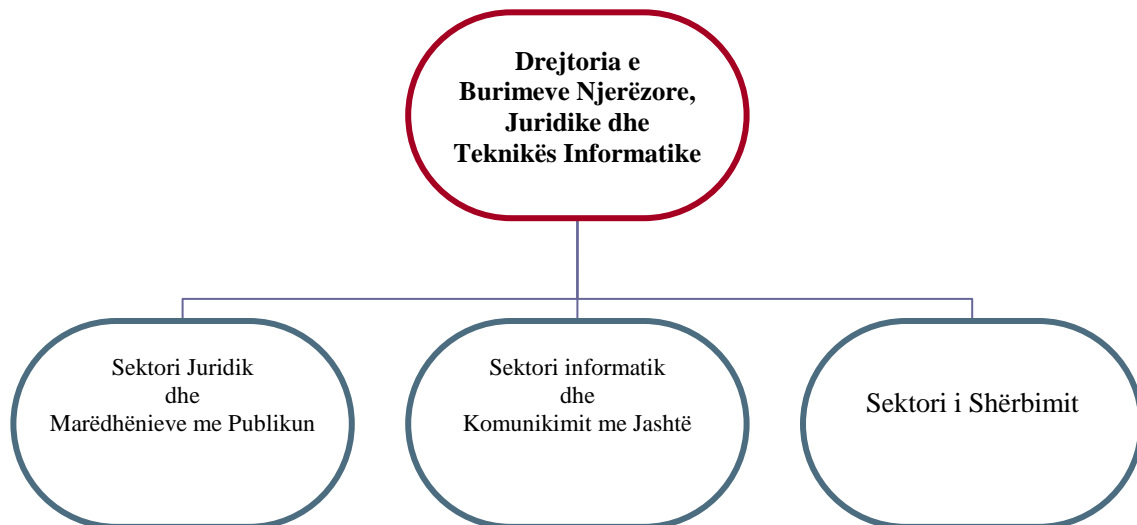 Drejtoria e
Burimeve Njerëzore,
Juridike dhe
Teknikës Informatike
Sektori Juridik
dhe
Marëdhënieve me Publikun
Sektori informatik
dhe
Komunikimit me Jashtë
Sektori i Shërbimit